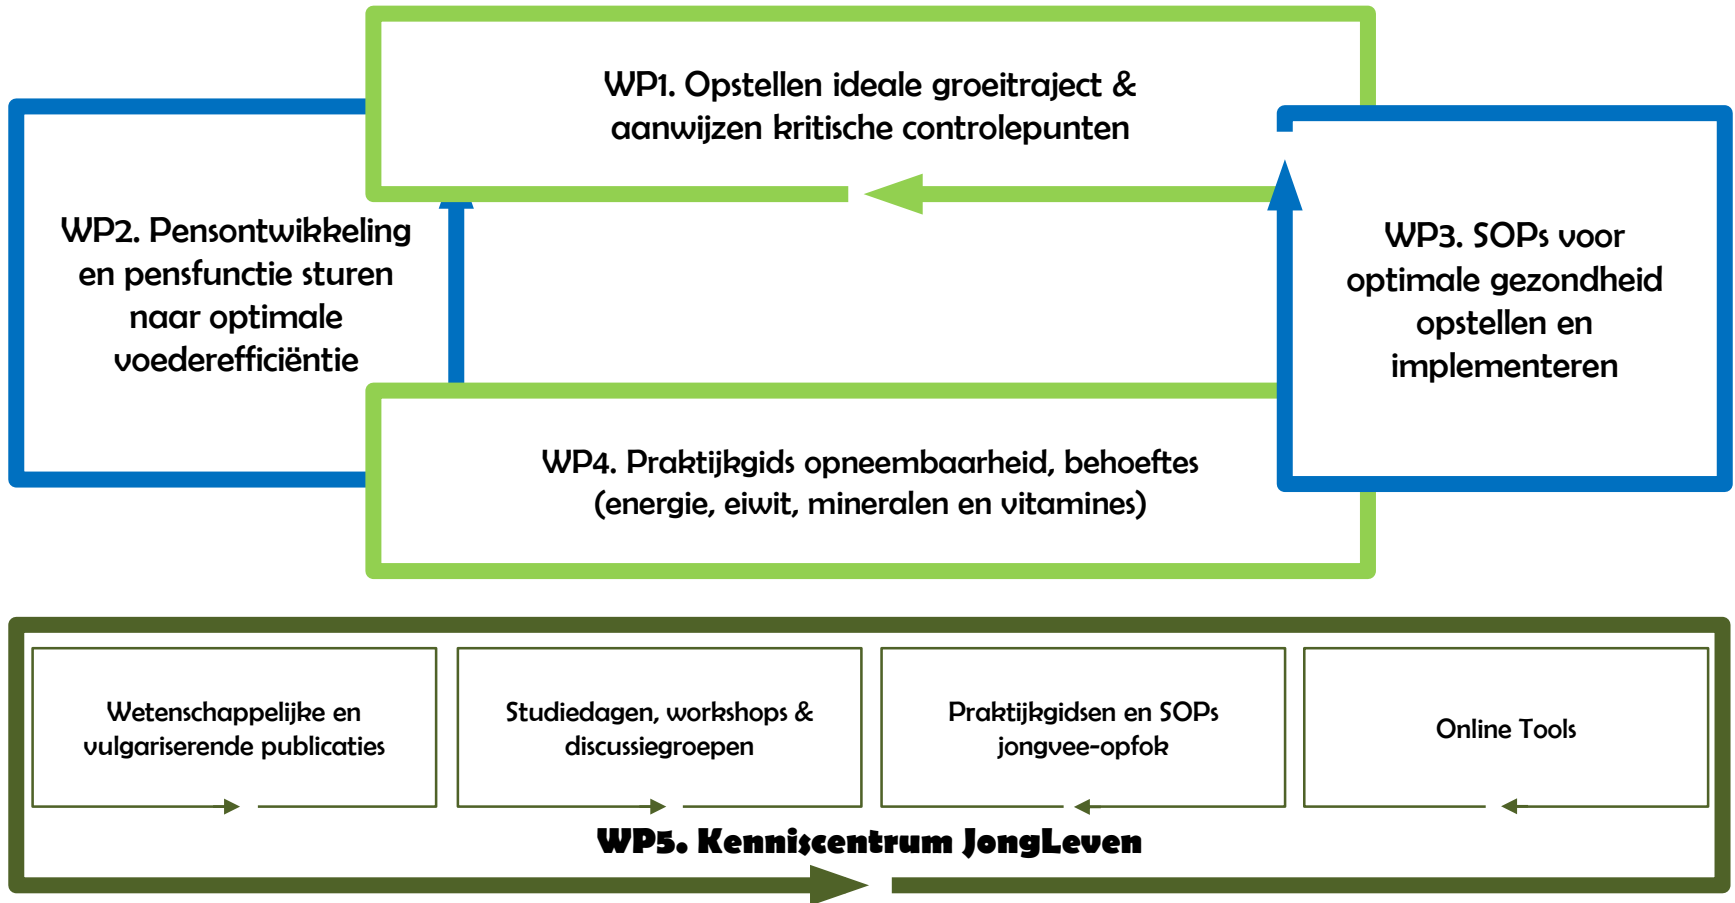 WP1. Opstellen ideale groeitraject &
aanwijzen kritische controlepunten
WP2. Pensontwikkeling
en pensfunctie sturen
naar optimale
voederefficiëntie
WP3. SOPs voor
optimale gezondheid
opstellen en
implementeren
WP4. Praktijkgids opneembaarheid, behoeftes
(energie, eiwit, mineralen en vitamines)
Wetenschappelijke en
vulgariserende publicaties
Studiedagen, workshops &
discussiegroepen
Praktijkgidsen en SOPs
jongvee-opfok
Online Tools
WP5. Kenniscentrum JongLeven